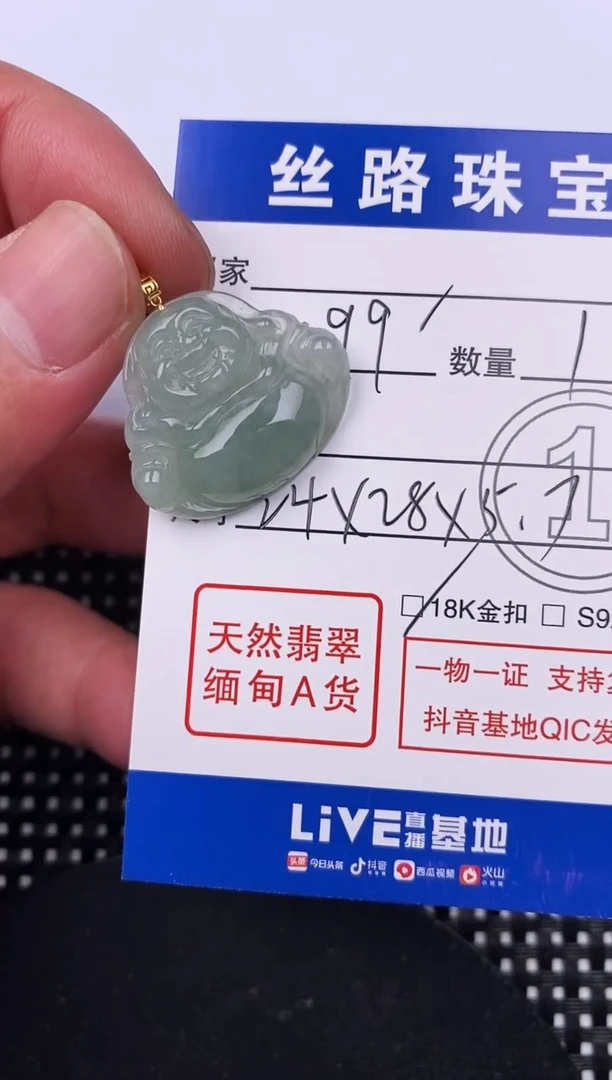 丝路珠宝
家
99
数量 1
24X28X5.7
1
18K金扣 S9
天然翡翠
缅甸A货
一物一证 支持
抖音基地QIC发
LiVE直播基地
头条 今日头条 抖音 西瓜视频 火山